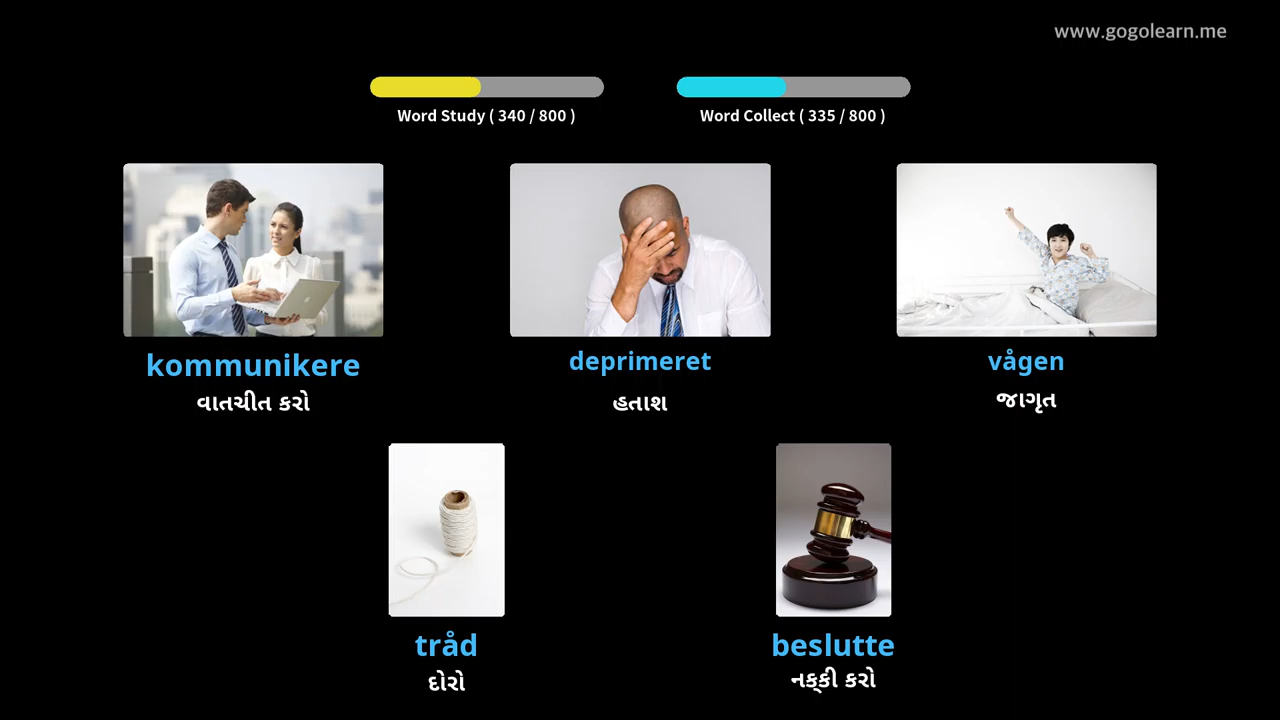 www.gogolearn.me
Word Study ( 340 / 800 )
Word Collect ( 335 / 800 )
kommunikere
વાતચીત કરો
deprimeret
હતાશ
vågen
જાગૃત
tråd
દોરો
beslutte
નક્કી કરો